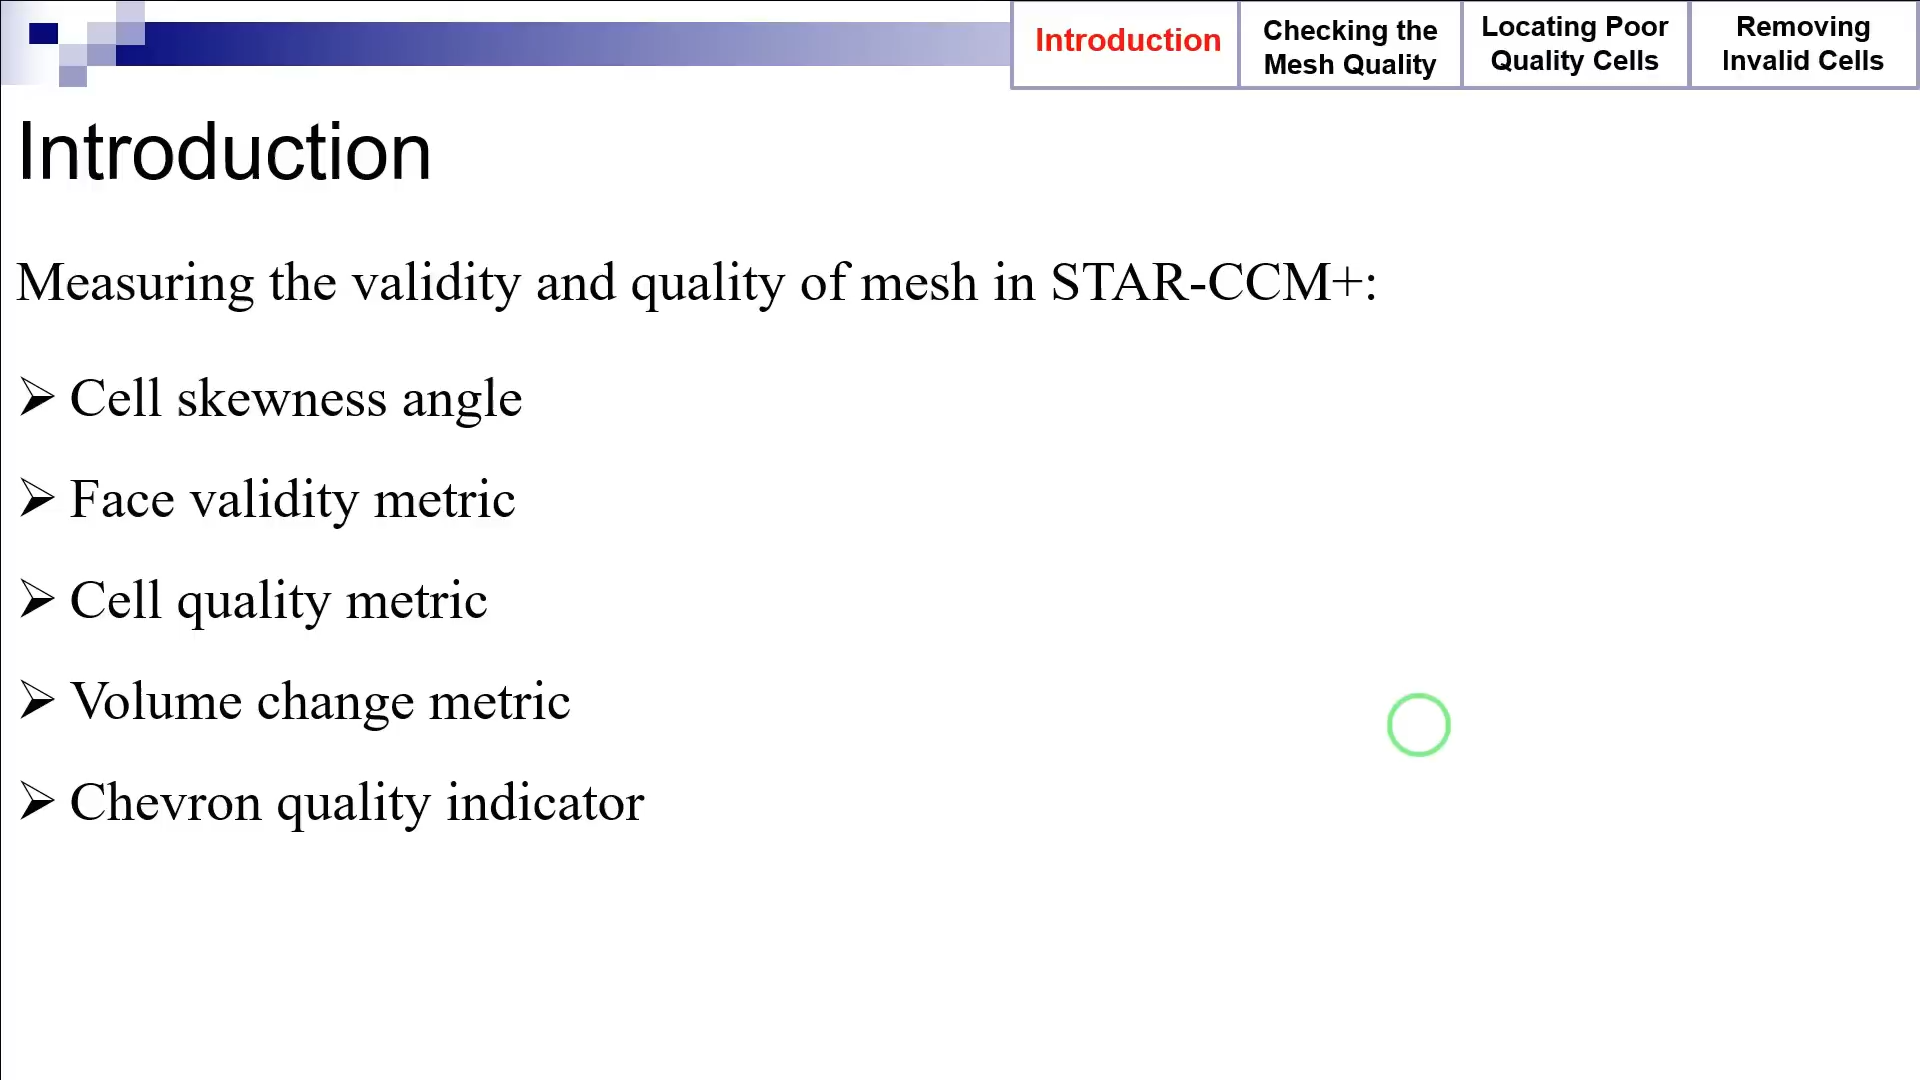 Introduction
Checking the
Mesh Quality
Locating Poor
Quality Cells
Removing
Invalid Cells
Introduction
Measuring the validity and quality of mesh in STAR-CCM+:
➢ Cell skewness angle
➢ Face validity metric
➢ Cell quality metric
➢ Volume change metric
➢ Chevron quality indicator